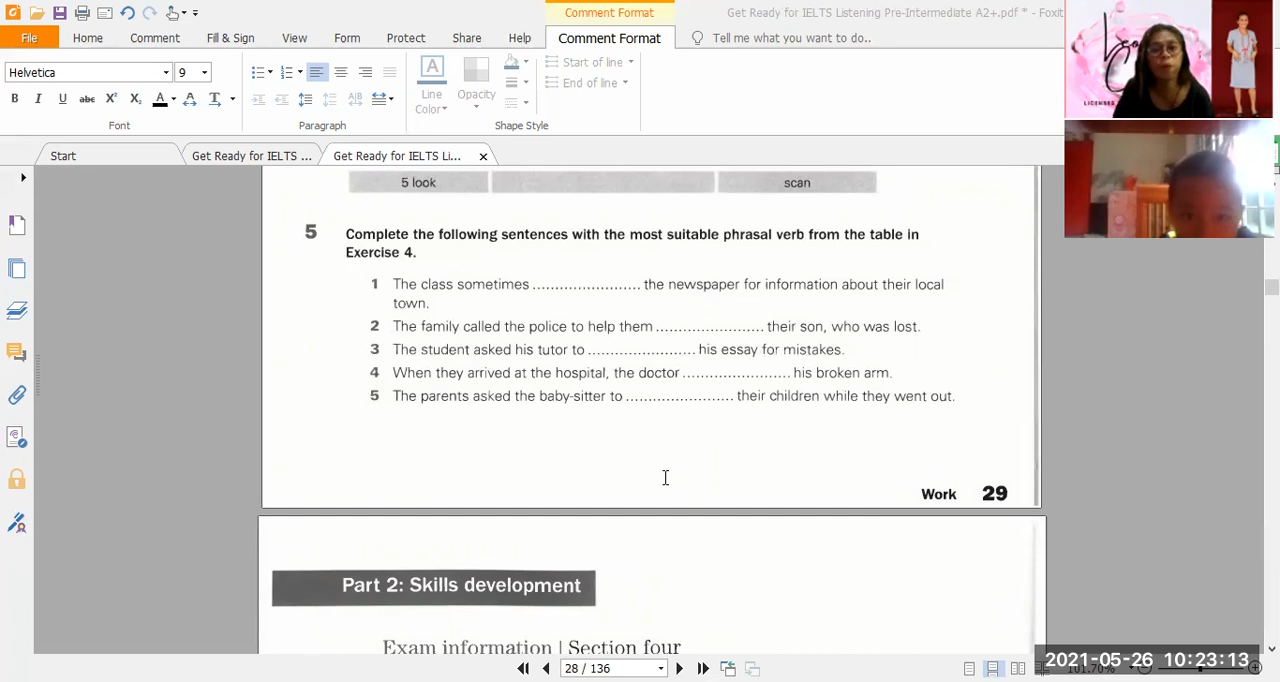 Comment Format
Get Ready for IELTS Listening Pre-Intermediate A2+.pdf * - Foxit
File
Home
Comment
Fill & Sign
View
Form
Protect
Share
Help
Comment Format
Tell me what you want to do..
Helvetica
9
Line
Color
Opacity
Start of line
End of line
Font
Paragraph
Shape Style
Start
Get Ready for IELTS ...
Get Ready for IELTS Li...
5 look
scan
5 Complete the following sentences with the most suitable phrasal verb from the table in
Exercise 4.
1 The class sometimes ........................ the newspaper for information about their local
town.
2 The family called the police to help them ........................ their son, who was lost.
3 The student asked his tutor to ........................ his essay for mistakes.
4 When they arrived at the hospital, the doctor ........................ his broken arm.
5 The parents asked the baby-sitter to ........................ their children while they went out.
Work 29
Part 2: Skills development
Exam information | Section four
28 / 136
2021-05-26 10:23:13
101.70%